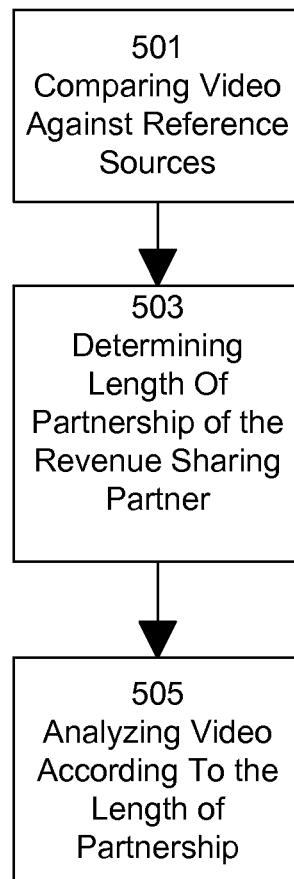 501
Comparing Video
Against Reference
Sources
503
Determining
Length Of
Partnership of the
Revenue Sharing
Partner
505
Analyzing Video
According To the
Length of
Partnership